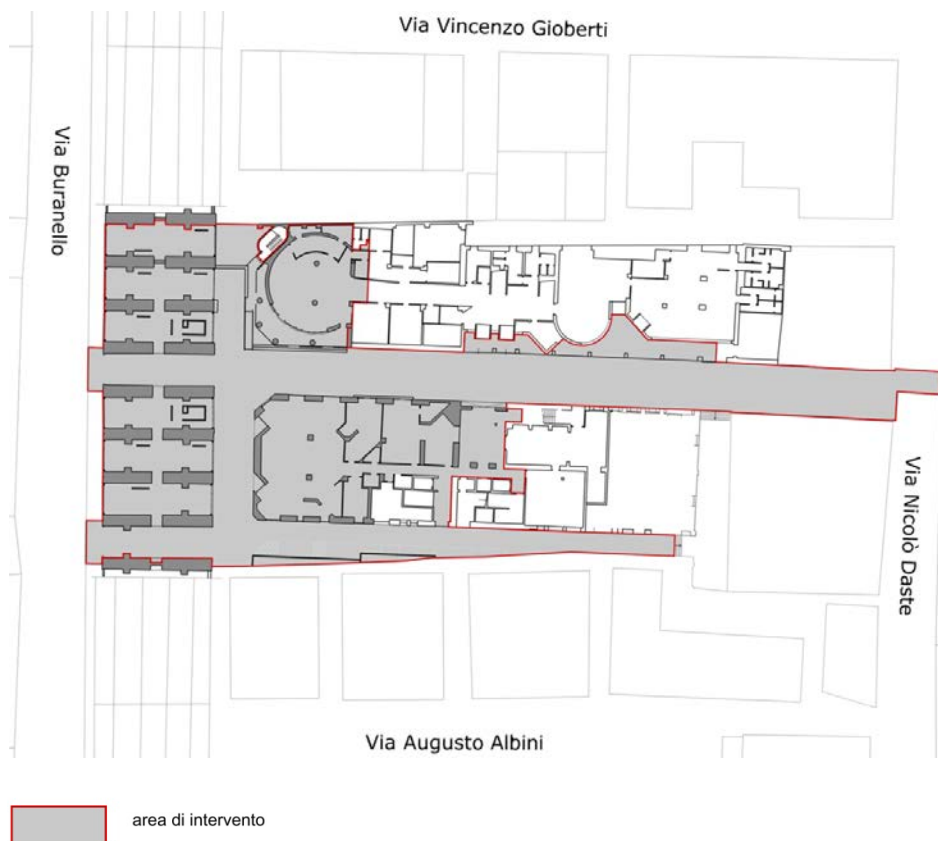 Via Vincenzo Gioberti
Via Buranello
Via Nicolò Daste
Via Augusto Albini
area di intervento